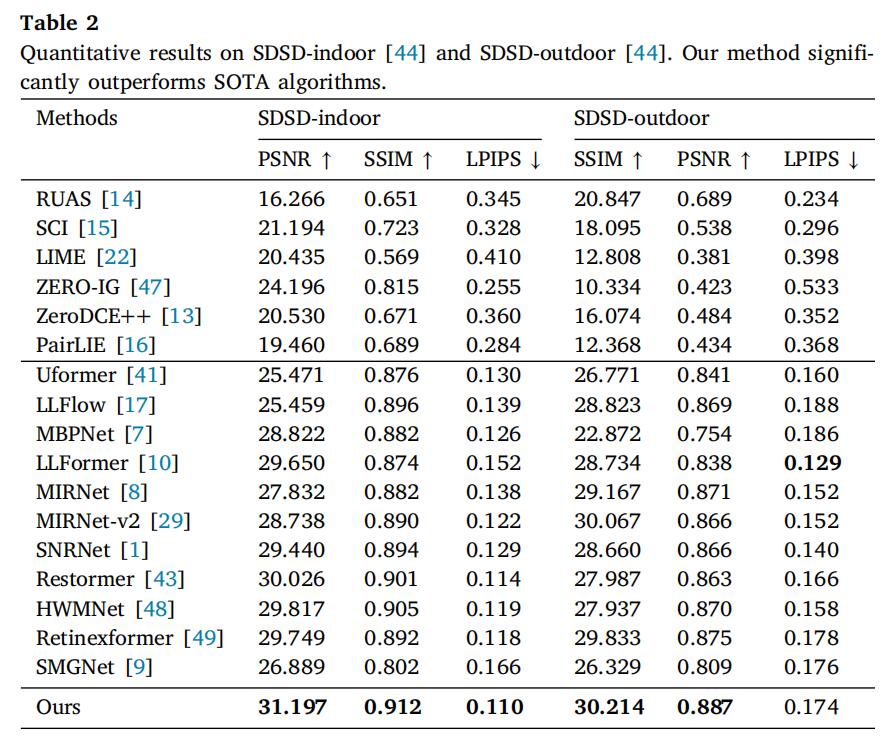 Table 2
Quantitative results on SDSD-indoor [44] and SDSD-outdoor [44]. Our method signifi-
cantly outperforms SOTA algorithms.
Methods SDSD-indoor SDSD-outdoor
PSNR ↑ SSIM ↑ LPIPS ↓ SSIM ↑ PSNR ↑ LPIPS ↓
RUAS [14] 16.266 0.651 0.345 20.847 0.689 0.234
SCI [15] 21.194 0.723 0.328 18.095 0.538 0.296
LIME [22] 20.435 0.569 0.410 12.808 0.381 0.398
ZERO-IG [47] 24.196 0.815 0.255 10.334 0.423 0.533
ZeroDCE++ [13] 20.530 0.671 0.360 16.074 0.484 0.352
PairLIE [16] 19.460 0.689 0.284 12.368 0.434 0.368
Uformer [41] 25.471 0.876 0.130 26.771 0.841 0.160
LLFlow [17] 25.459 0.896 0.139 28.823 0.869 0.188
MBPNet [7] 28.822 0.882 0.126 22.872 0.754 0.186
LLFormer [10] 29.650 0.874 0.152 28.734 0.838 0.129
MIRNet [8] 27.832 0.882 0.138 29.167 0.871 0.152
MIRNet-v2 [29] 28.738 0.890 0.122 30.067 0.866 0.152
SNRNet [1] 29.440 0.894 0.129 28.660 0.866 0.140
Restormer [43] 30.026 0.901 0.114 27.987 0.863 0.166
HWMNet [48] 29.817 0.905 0.119 27.937 0.870 0.158
Retinexformer [49] 29.749 0.892 0.118 29.833 0.875 0.178
SMGNet [9] 26.889 0.802 0.166 26.329 0.809 0.176
Ours 31.197 0.912 0.110 30.214 0.887 0.174